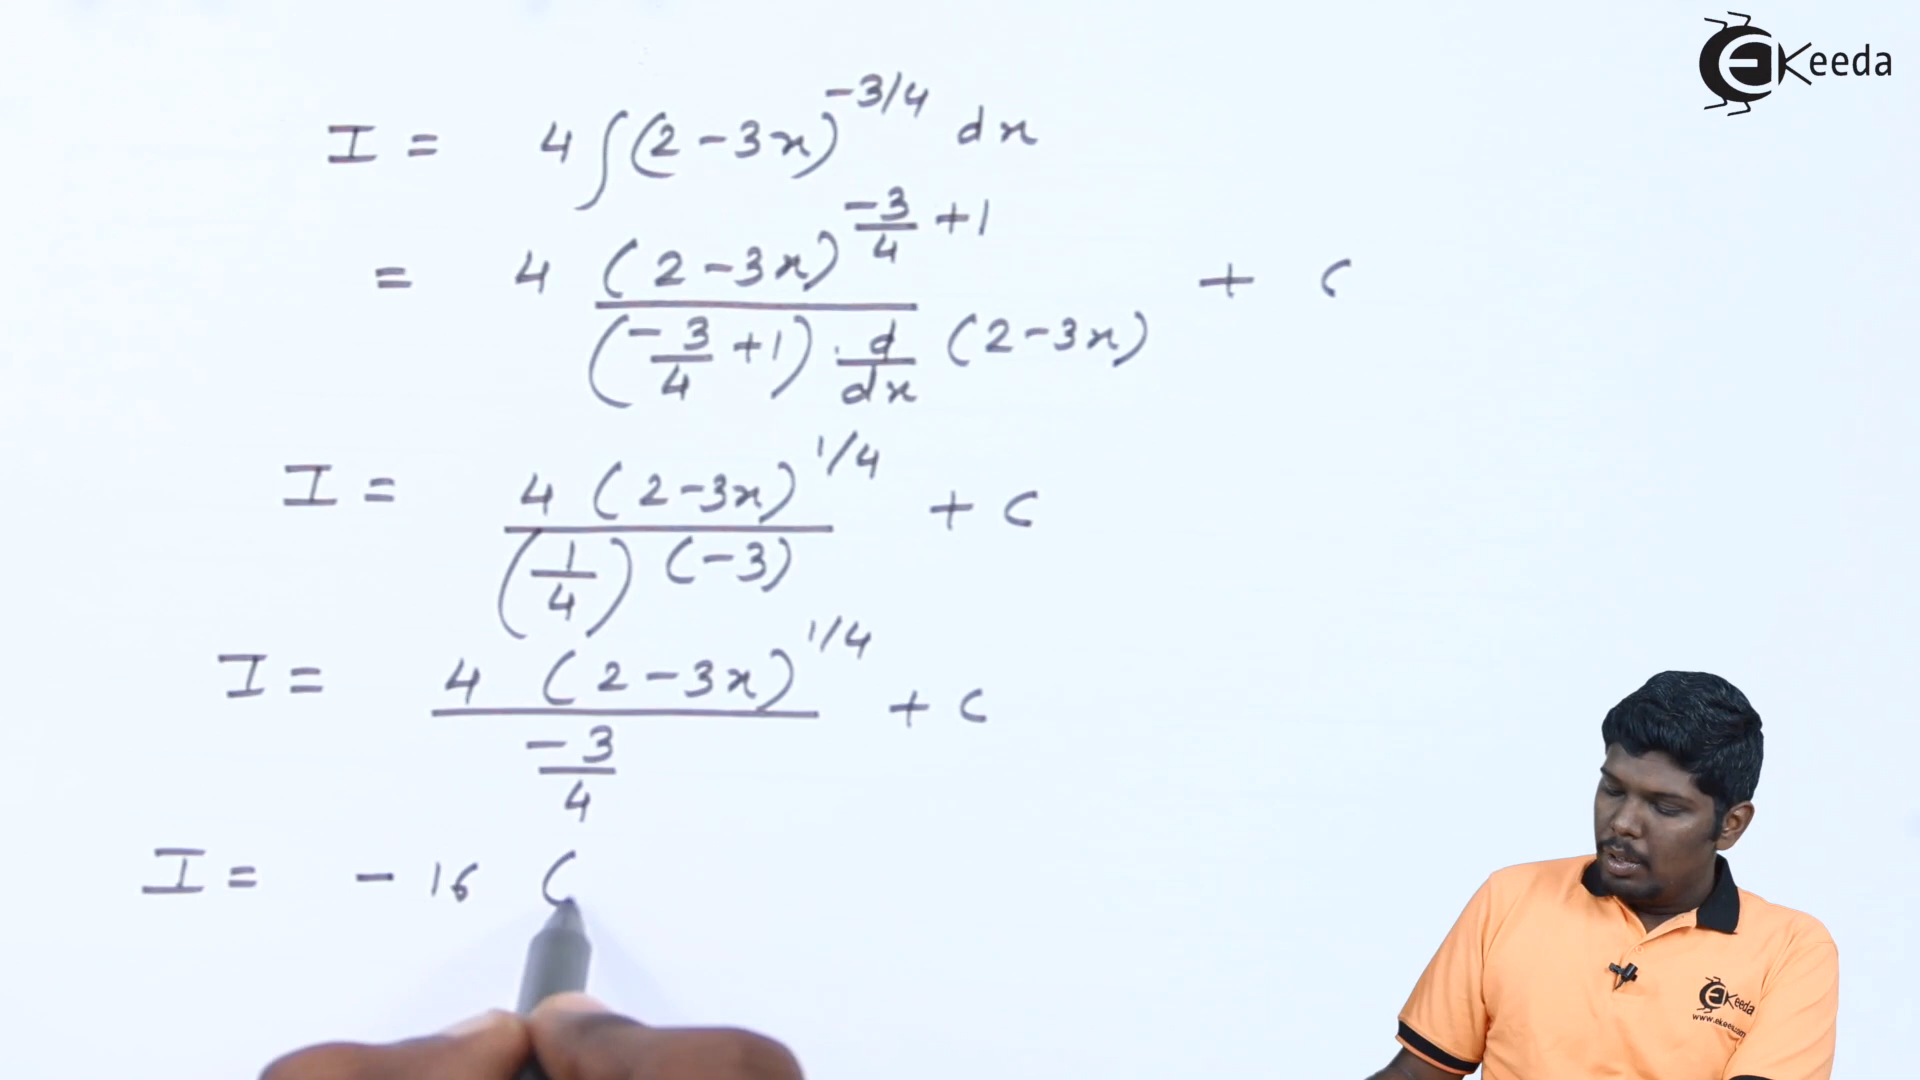 EKeeda
I = 4 ∫ (2 - 3x)^{-3/4} dx
= 4 (2 - 3x)^{-3/4 + 1} / ((-3/4 + 1) · d/dx (2 - 3x)) + c
I = 4 (2 - 3x)^{1/4} / ((1/4) (-3)) + c
I = 4 (2 - 3x)^{1/4} / (-3/4) + c
I = - 16 (
EKeeda
www.ekeeda.com